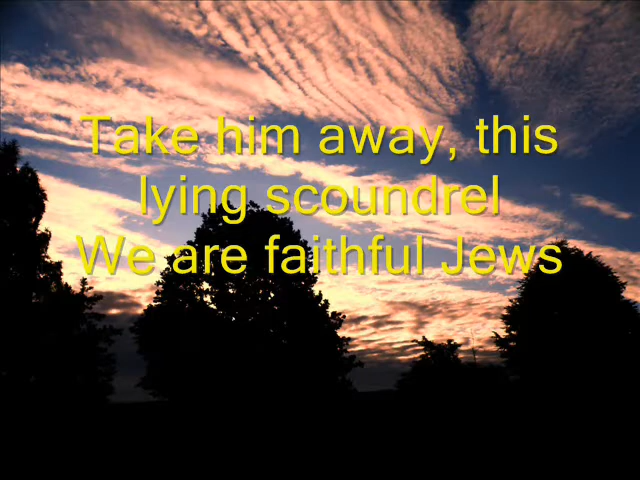 Take him away, this
lying scoundrel
We are faithful Jews